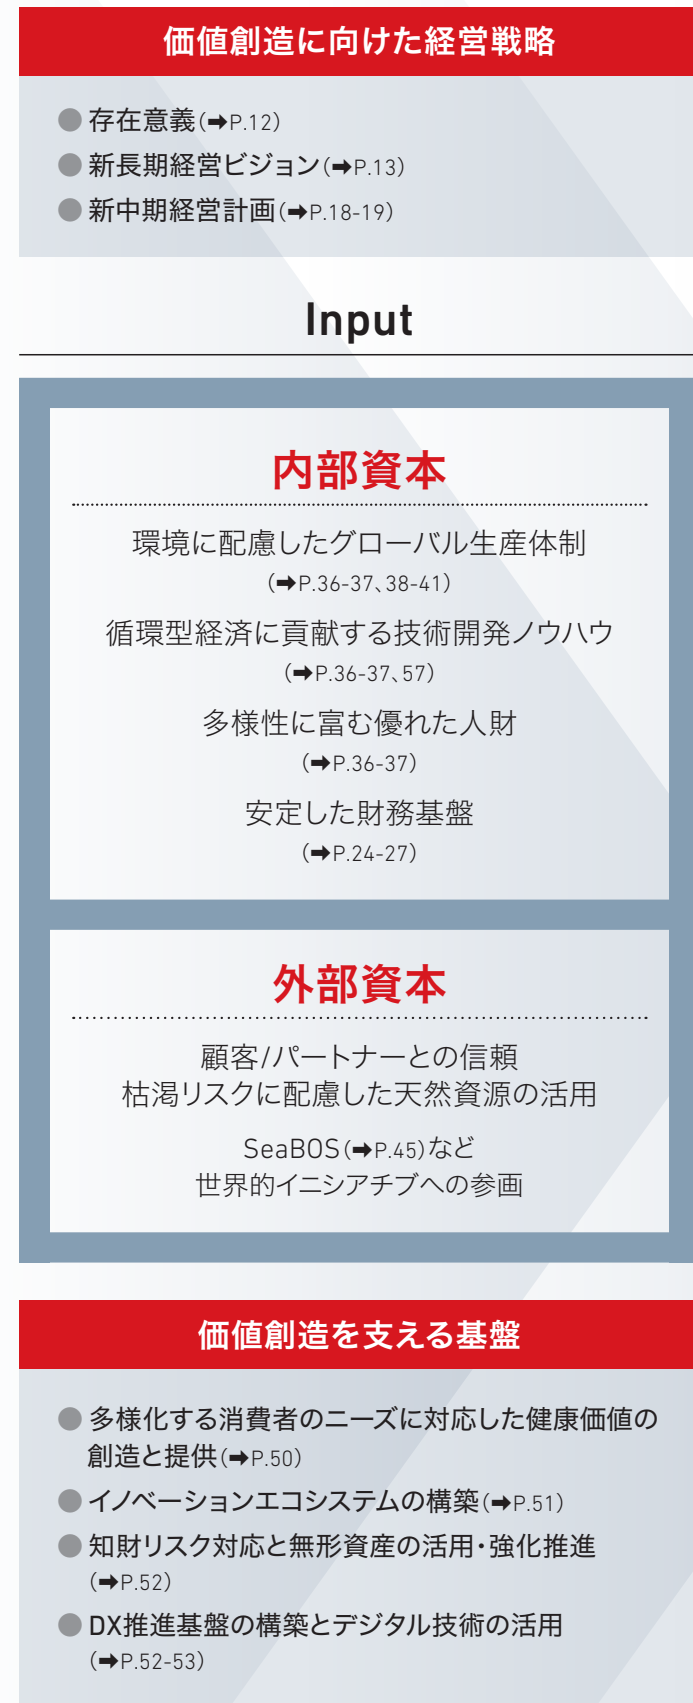 価値創造に向けた経営戦略
● 存在意義(➡P.12)
● 新長期経営ビジョン(➡P.13)
● 新中期経営計画(➡P.18-19)
Input
内部資本
環境に配慮したグローバル生産体制
(➡P.36-37、38-41)
循環型経済に貢献する技術開発ノウハウ
(➡P.36-37、57)
多様性に富む優れた人財
(➡P.36-37)
安定した財務基盤
(➡P.24-27)
外部資本
顧客/パートナーとの信頼
枯渇リスクに配慮した天然資源の活用
SeaBOS(➡P.45)など
世界的イニシアチブへの参画
価値創造を支える基盤
● 多様化する消費者のニーズに対応した健康価値の
創造と提供(➡P.50)
● イノベーションエコシステムの構築(➡P.51)
● 知財リスク対応と無形資産の活用・強化推進
(➡P.52)
● DX推進基盤の構築とデジタル技術の活用
(➡P.52-53)